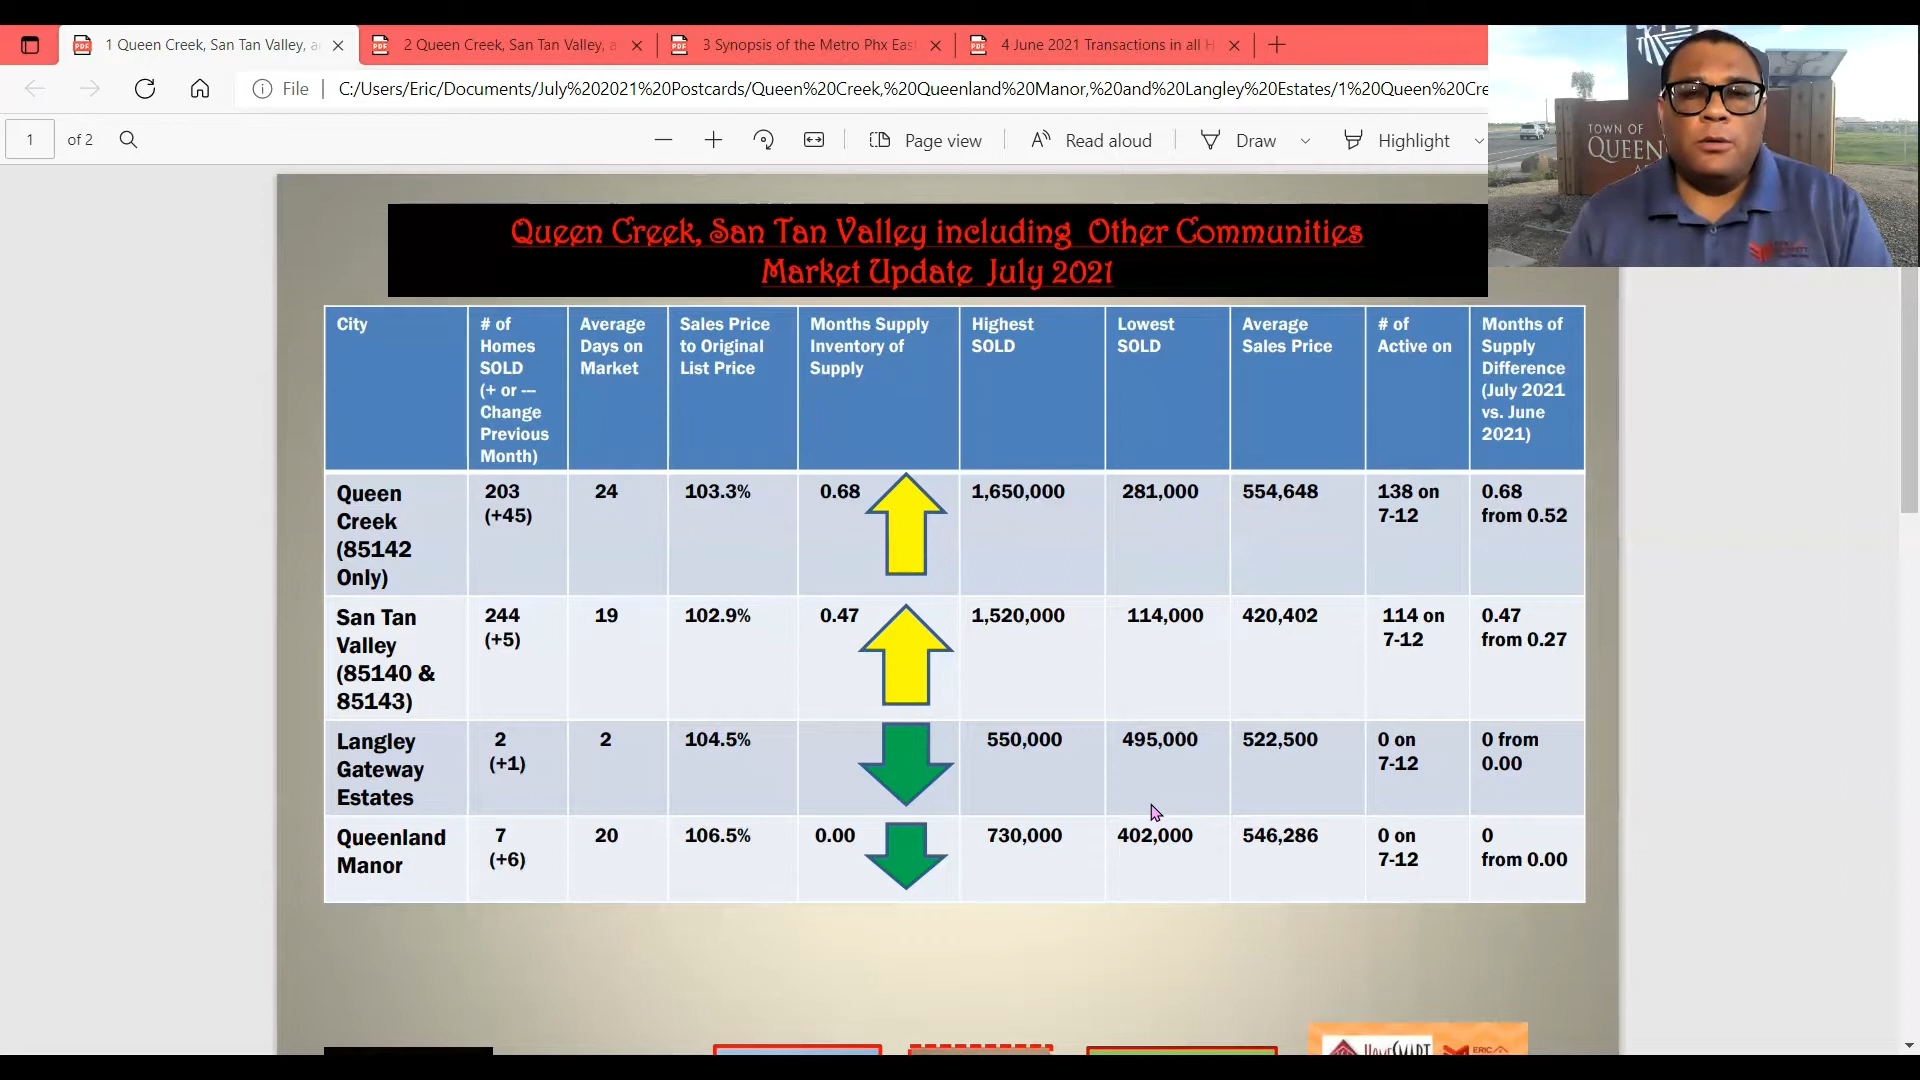 1 Queen Creek, San Tan Valley, a
2 Queen Creek, San Tan Valley, a
3 Synopsis of the Metro Phx Eas
4 June 2021 Transactions in all H
File
C:/Users/Eric/Documents/July%202021%20Postcards/Queen%20Creek,%20Queenland%20Manor,%20and%20Langley%20Estates/1%20Queen%20Cre
1 of 2
Page view
Read aloud
Draw
Highlight
TOWN OF
QUEEN
Queen Creek, San Tan Valley including Other Communities
Market Update July 2021
City
# of
Homes
SOLD
(+ or ---
Change
Previous
Month)
Average
Days on
Market
Sales Price
to Original
List Price
Months Supply
Inventory of
Supply
Highest
SOLD
Lowest
SOLD
Average
Sales Price
# of
Active on
Months of
Supply
Difference
(July 2021
vs. June
2021)
Queen
Creek
(85142
Only)
203
(+45)
24
103.3%
0.68
1,650,000
281,000
554,648
138 on
7-12
0.68
from 0.52
San Tan
Valley
(85140 &
85143)
244
(+5)
19
102.9%
0.47
1,520,000
114,000
420,402
114 on
7-12
0.47
from 0.27
Langley
Gateway
Estates
2
(+1)
2
104.5%
550,000
495,000
522,500
0 on
7-12
0 from
0.00
Queenland
Manor
7
(+6)
20
106.5%
0.00
730,000
402,000
546,286
0 on
7-12
0
from 0.00
HOMESMART
ERIC